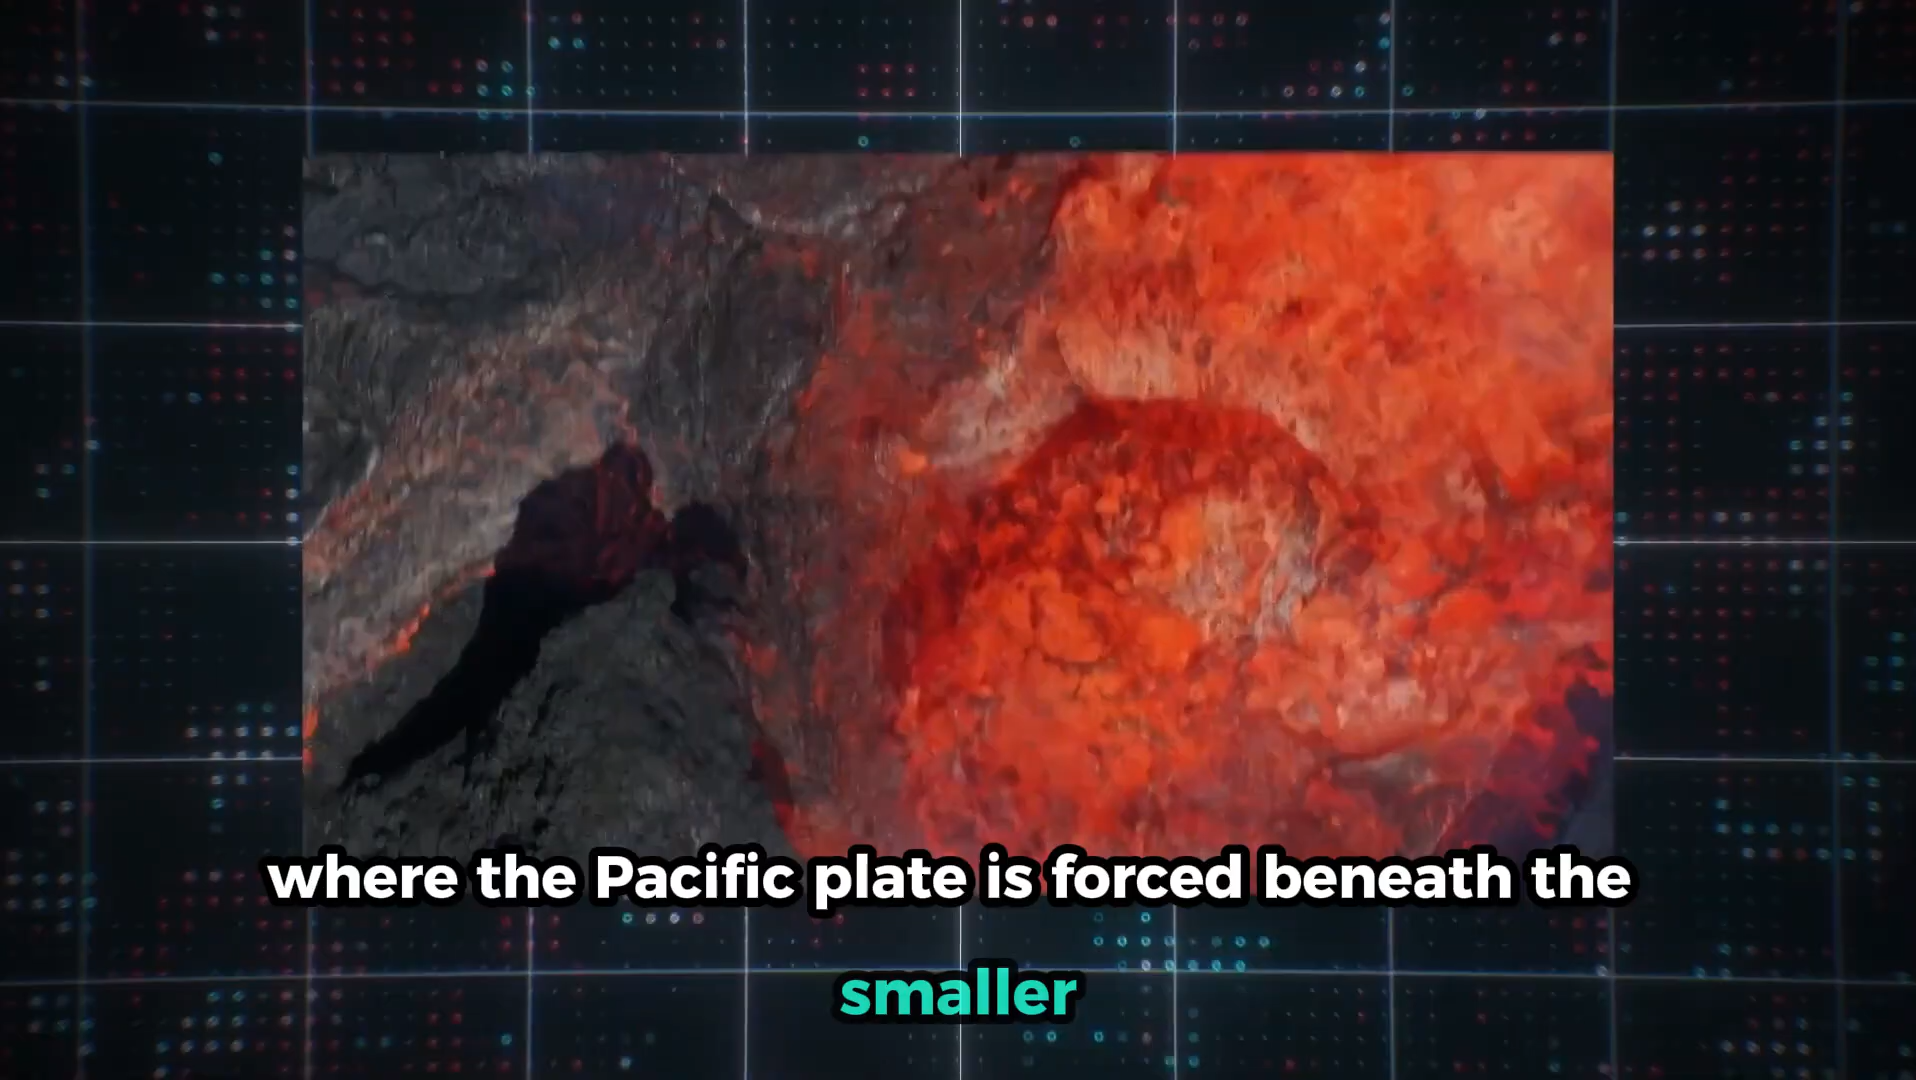 where the Pacific plate is forced beneath the
smaller